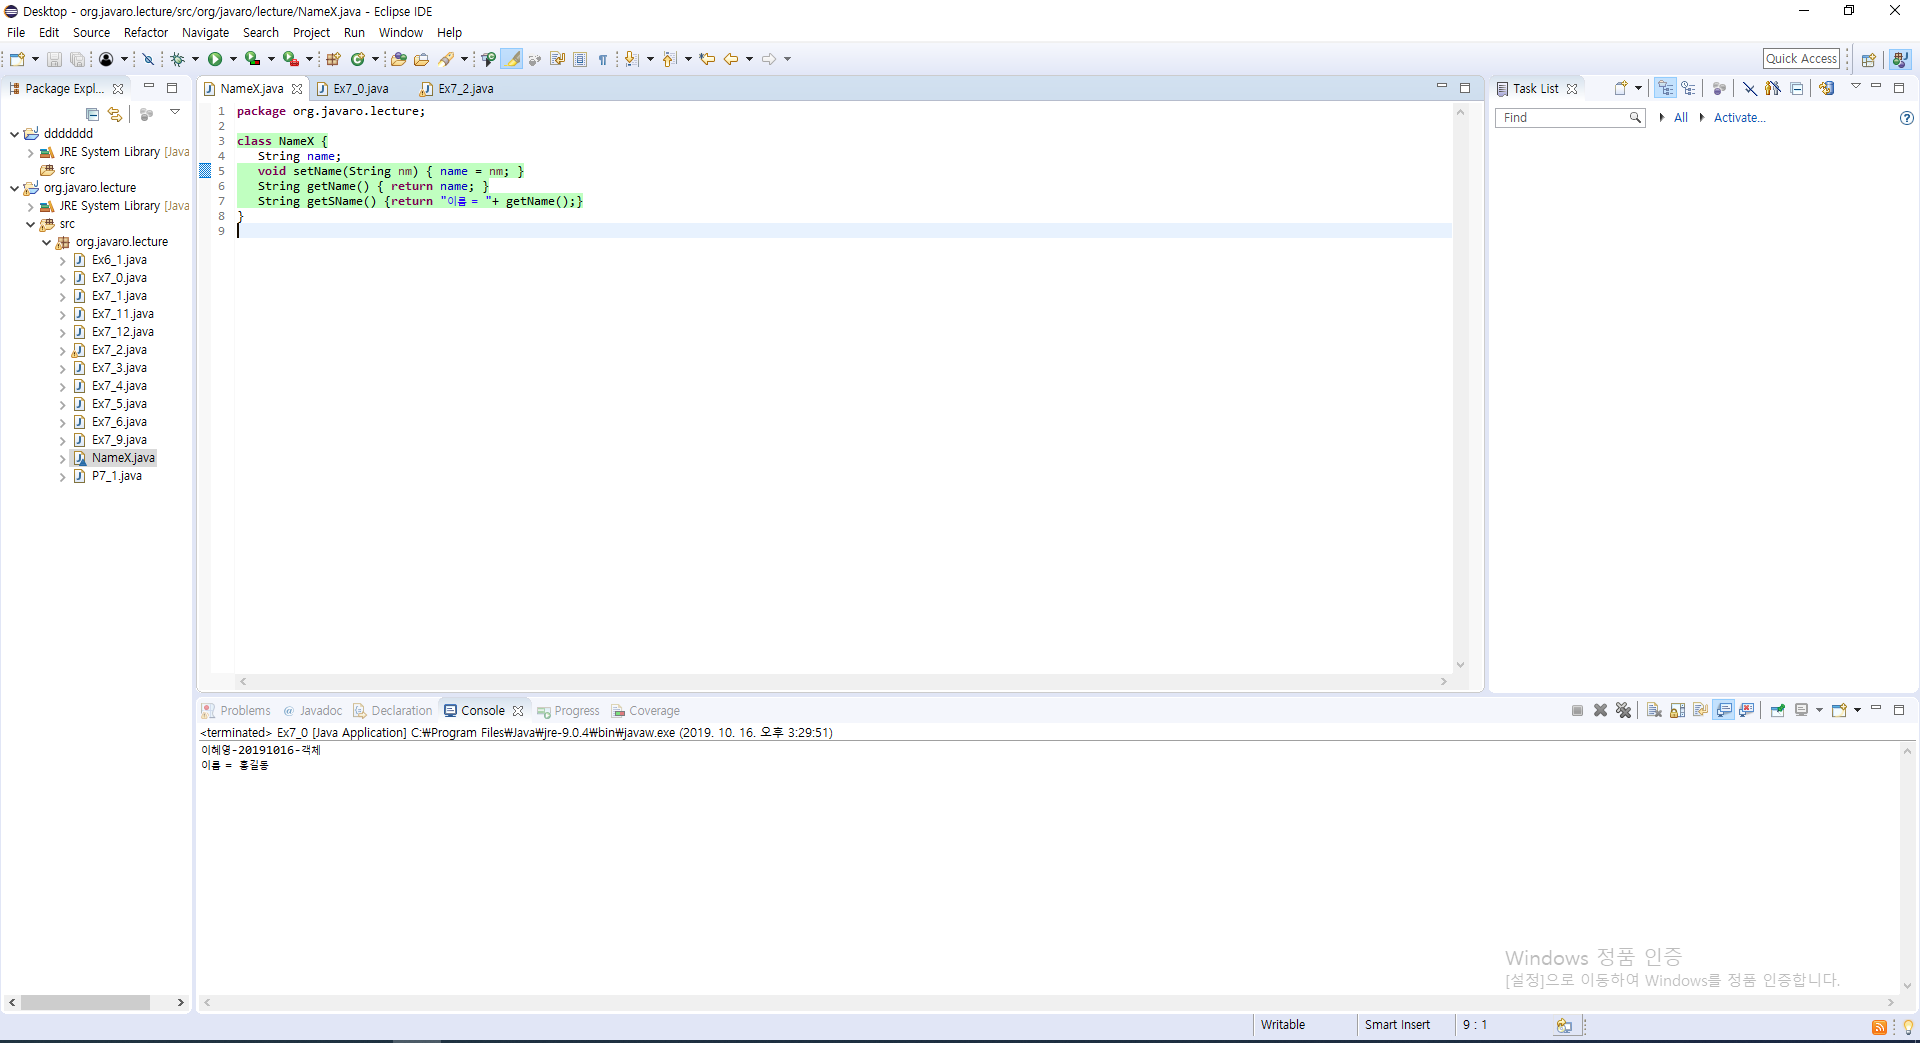 Desktop - org.javaro.lecture/src/org/javaro/lecture/NameX.java - Eclipse IDE
File Edit Source Refactor Navigate Search Project Run Window Help
Quick Access
Package Expl...
ddddddd
JRE System Library [Java
src
org.javaro.lecture
JRE System Library [Java
src
org.javaro.lecture
Ex6_1.java
Ex7_0.java
Ex7_1.java
Ex7_11.java
Ex7_12.java
Ex7_2.java
Ex7_3.java
Ex7_4.java
Ex7_5.java
Ex7_6.java
Ex7_9.java
NameX.java
P7_1.java
NameX.java Ex7_0.java Ex7_2.java
1 package org.javaro.lecture;
2
3 class NameX {
4 String name;
5 void setName(String nm) { name = nm; }
6 String getName() { return name; }
7 String getSName() {return "이름 = "+ getName();}
8 }
9
Task List
Find All Activate...
Problems @ Javadoc Declaration Console Progress Coverage
<terminated> Ex7_0 [Java Application] C:₩Program Files₩Java₩jre-9.0.4₩bin₩javaw.exe (2019. 10. 16. 오후 3:29:51)
이혜영-20191016-객체
이름 = 홍길동
Windows 정품 인증
[설정]으로 이동하여 Windows를 정품 인증합니다.
Writable Smart Insert 9 : 1